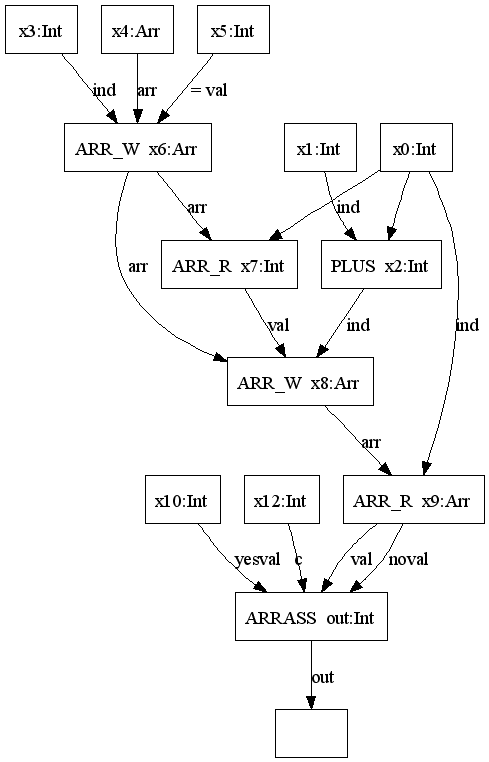 x3:Int x4:Arr x5:Int
ind arr = val
ARR_W x6:Arr x1:Int x0:Int
arr ind
ARR_R x7:Int PLUS x2:Int
arr
val ind ind
ARR_W x8:Arr
arr
x10:Int x12:Int ARR_R x9:Arr
yesval c val noval
ARRASS out:Int
out